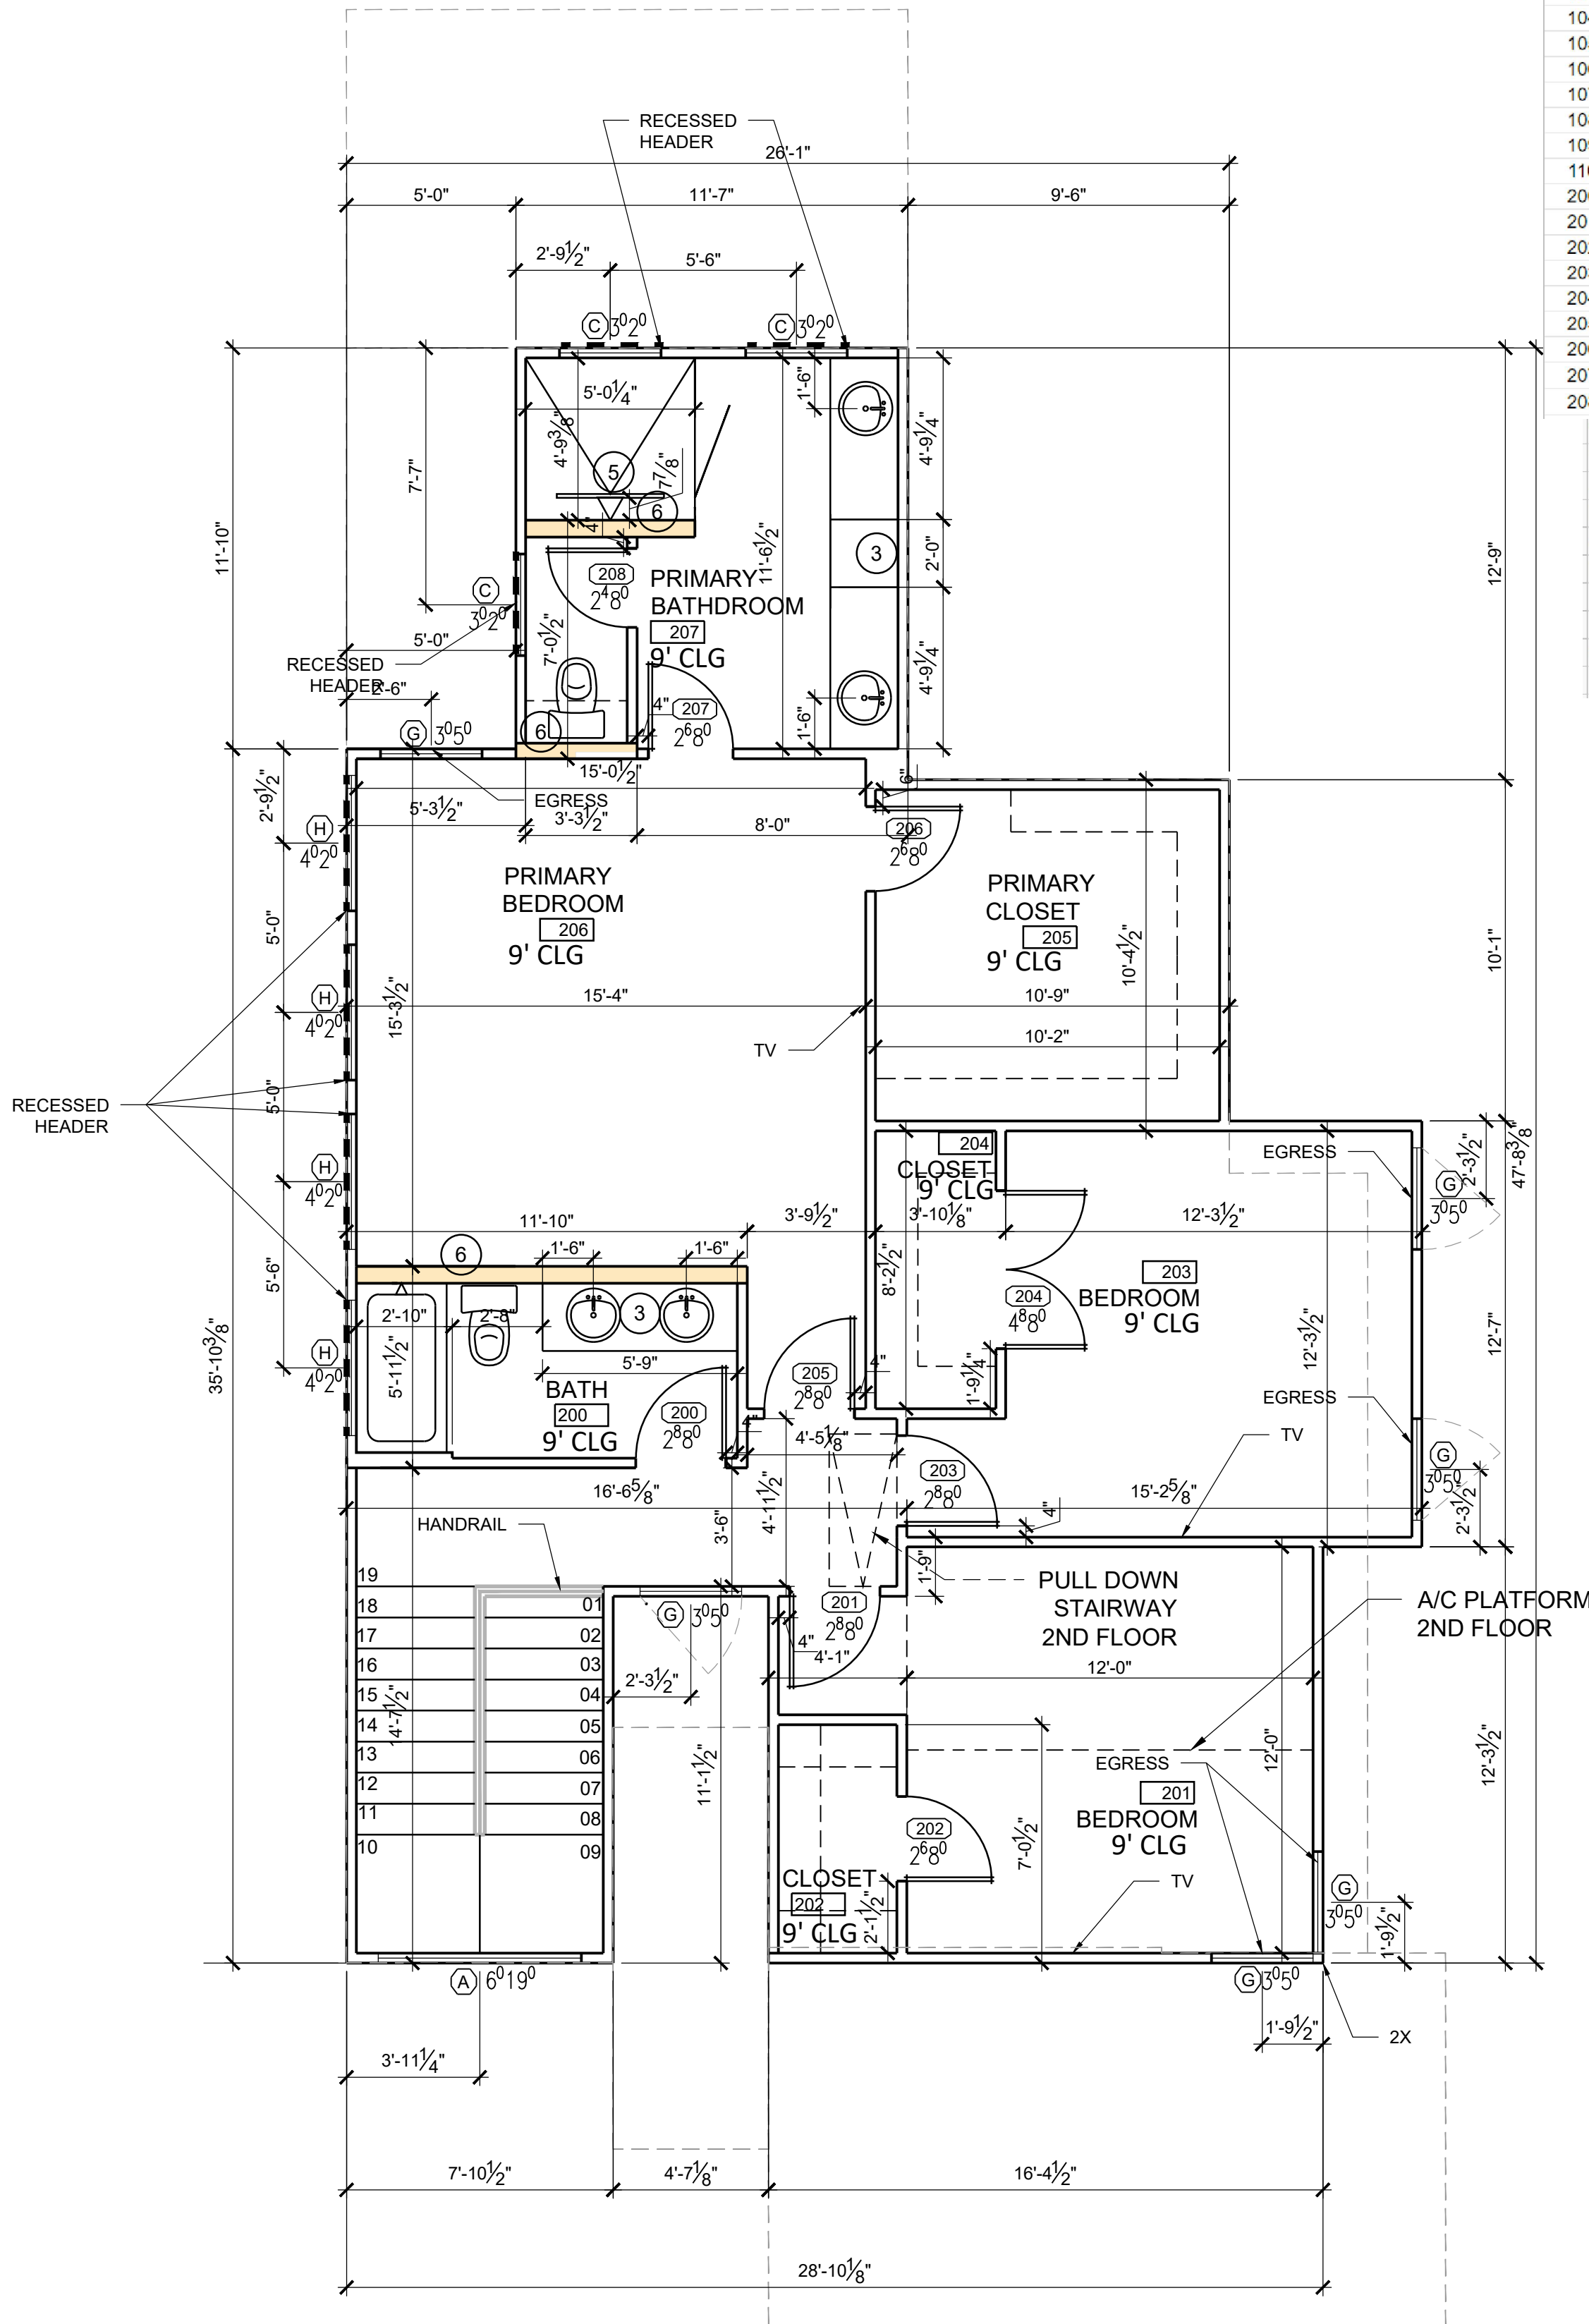 RECESSED
HEADER
26'-1"
5'-0"
11'-7"
9'-6"
2'-9½"
5'-6"
C 3⁰2⁰
C 3⁰2⁰
5'-0¼"
1'-6"
4'-9⅜"
4'-9¼"
5
7⅞"
6
4"
7'-7"
11'-10"
12'-9"
11'-6½"
3
2'-0"
208
2⁴8⁰
PRIMARY
BATHDROOM
207
9' CLG
C
3⁰2⁰
5'-0"
7'-0½"
RECESSED
HEADER
2'-6"
4'-9¼"
1'-6"
G 3⁰5⁰
6
4"
207
2⁶8⁰
15'-0½"
EGRESS
5'-3½"
3'-3½"
8'-0"
6"
206
2⁶8⁰
2'-9½"
H
4⁰2⁰
PRIMARY
BEDROOM
206
9' CLG
PRIMARY
CLOSET
205
9' CLG
10'-4½"
10'-1"
5'-0"
H
4⁰2⁰
15'-3½"
15'-4"
10'-9"
TV
10'-2"
RECESSED
HEADER
5'-0"
H
4⁰2⁰
204
CLOSET
9' CLG
EGRESS
2'-3½"
47'-8⅜"
G
3⁰5⁰
11'-10"
3'-9½"
3'-10⅛"
12'-3½"
6
1'-6"
1'-6"
5'-6"
8'-2½"
203
BEDROOM
9' CLG
204
4⁸8⁰
2'-10"
2'-8"
3
12'-3½"
12'-7"
35'-10⅜"
H
4⁰2⁰
5'-11½"
5'-9"
BATH
200
9' CLG
200
2⁸8⁰
205
2⁸8⁰
4"
1'-9¼"
EGRESS
4"
4'-5⅛"
TV
G
3⁰5⁰
203
2⁸8⁰
16'-6⅝"
15'-2⅝"
2'-3½"
4'-11½"
3'-6"
4"
HANDRAIL
1'-9"
19
18
17
16
15
14
13
12
11
10
01
02
03
04
05
06
07
08
09
14'-7½"
G 3⁰5⁰
2'-3½"
201
2⁸8⁰
4"
4'-1"
PULL DOWN
STAIRWAY
2ND FLOOR
A/C PLATFORM
2ND FLOOR
12'-0"
11'-1½"
12'-0"
12'-3½"
EGRESS
201
BEDROOM
9' CLG
202
2⁶8⁰
7'-0½"
CLOSET
202
9' CLG
2'-1½"
TV
G
3⁰5⁰
1'-9½"
A 6⁰19⁰
G 3⁰5⁰
1'-9½"
2X
3'-11¼"
7'-10½"
4'-7⅛"
16'-4½"
28'-10⅛"